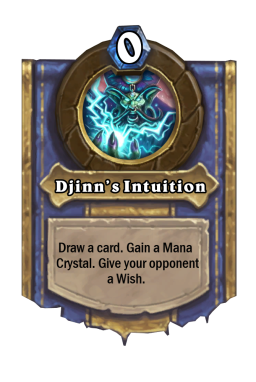 0
Djinn's Intuition
Draw a card. Gain a Mana
Crystal. Give your opponent
a Wish.